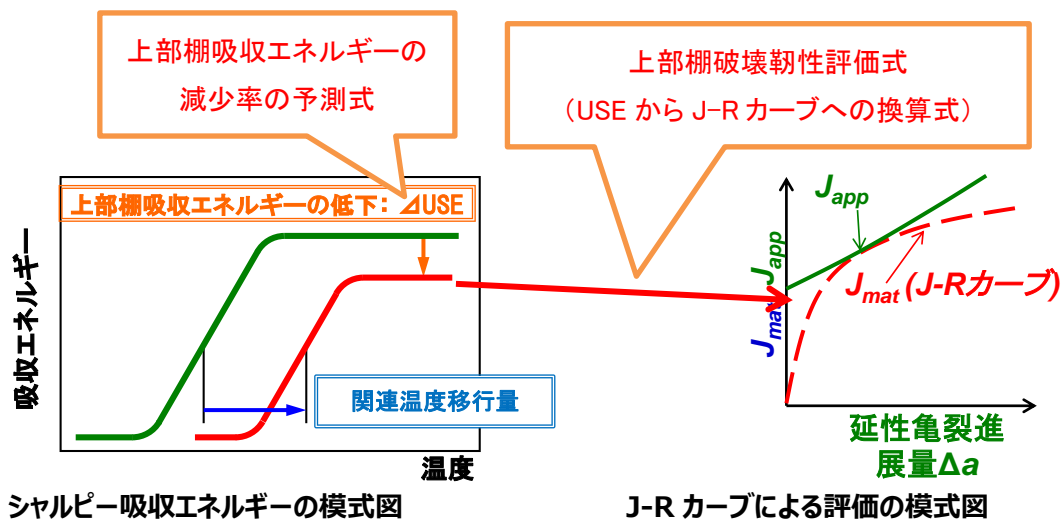 上部棚吸収エネルギーの
減少率の予測式
上部棚破壊靭性評価式
（USE から J-R カーブへの換算式）
上部棚吸収エネルギーの低下：⊿USE
吸収エネルギー
関連温度移行量
温度
シャルピー吸収エネルギーの模式図
Japp
Jmat Japp
Jmat (J-Rカーブ)
延性亀裂進
展量Δa
J-R カーブによる評価の模式図